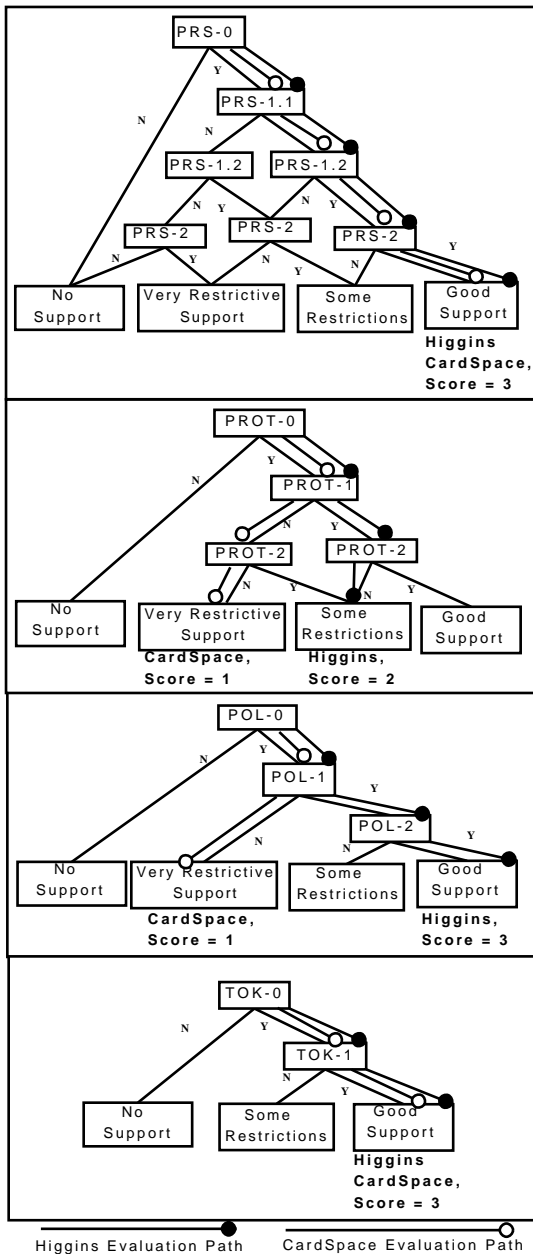 PRS-0
Y
PRS-1.1
N
N
PRS-1.2 PRS-1.2
N Y N Y
PRS-2 PRS-2 PRS-2
Y
N Y N Y N
No Very Restrictive Some Good
Support Support Restrictions Support
Higgins
CardSpace,
Score = 3
PROT-0
Y
N
PROT-1
N Y
PROT-2 PROT-2
N Y N Y
No Very Restrictive Some Good
Support Support Restrictions Support
CardSpace, Higgins,
Score = 1 Score = 2
POL-0
N Y
POL-1
Y
N
POL-2
N Y
No Very Restrictive Some Good
Support Support Restrictions Support
CardSpace, Higgins,
Score = 1 Score = 3
TOK-0
N Y
TOK-1
N Y
No Some Good
Support Restrictions Support
Higgins
CardSpace,
Score = 3
Higgins Evaluation Path CardSpace Evaluation Path